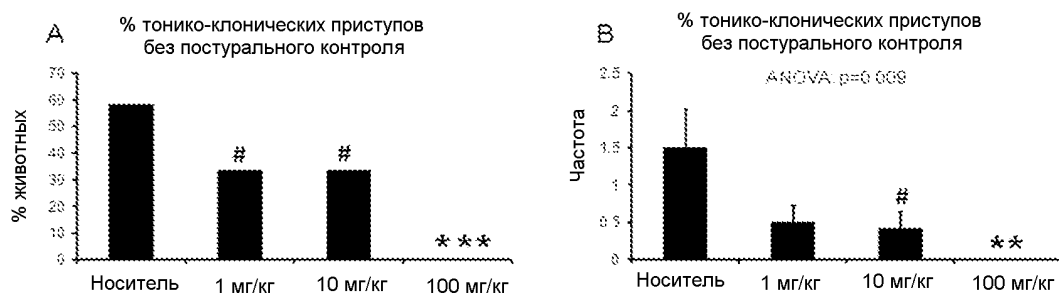 A
% тонико-клонических приступов
без постурального контроля
% животных
70
60
50
40
30
20
10
0
#
#
***
Носитель
1 мг/кг
10 мг/кг
100 мг/кг
B
% тонико-клонических приступов
без постурального контроля
ANOVA: p=0.009
Частота
2.5
2
1.5
1
0.5
0
#
**
Носитель
1 мг/кг
10 мг/кг
100 мг/кг